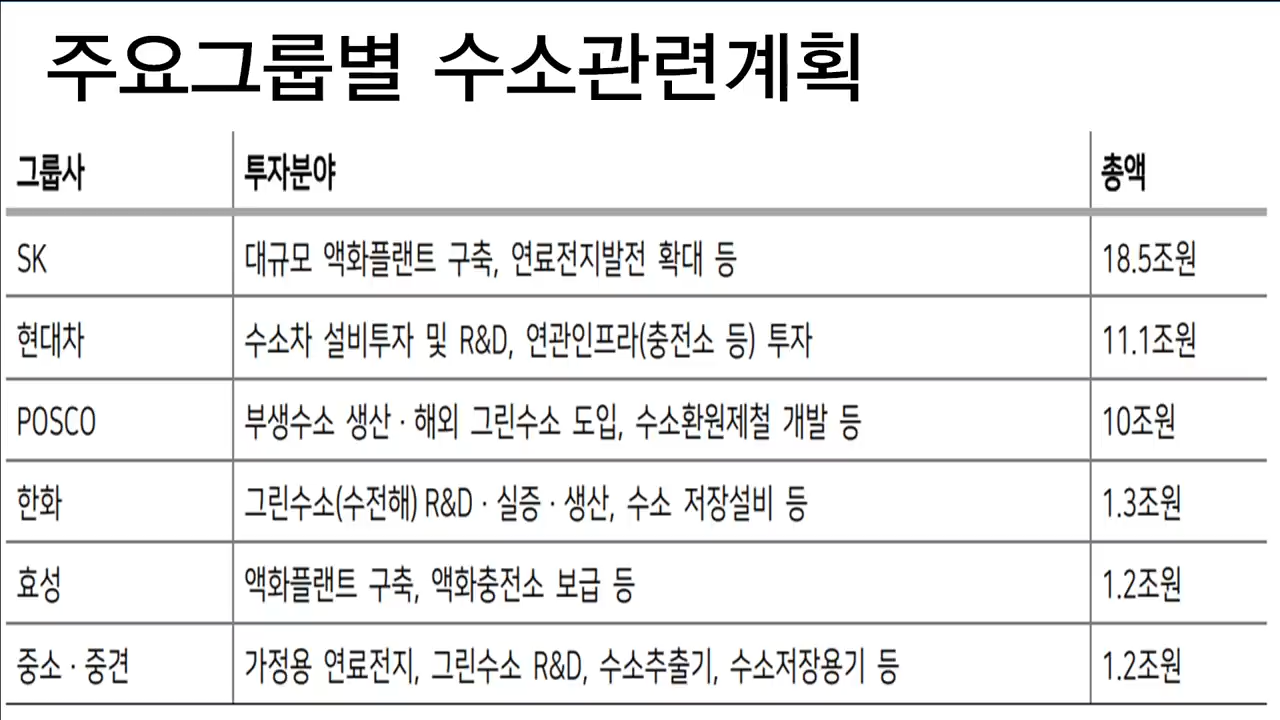 주요그룹별 수소관련계획
그룹사 투자분야 총액
SK 대규모 액화플랜트 구축, 연료전지발전 확대 등 18.5조원
현대차 수소차 설비투자 및 R&D, 연관인프라(충전소 등) 투자 11.1조원
POSCO 부생수소 생산·해외 그린수소 도입, 수소환원제철 개발 등 10조원
한화 그린수소(수전해) R&D·실증·생산, 수소 저장설비 등 1.3조원
효성 액화플랜트 구축, 액화충전소 보급 등 1.2조원
중소·중견 가정용 연료전지, 그린수소 R&D, 수소추출기, 수소저장용기 등 1.2조원